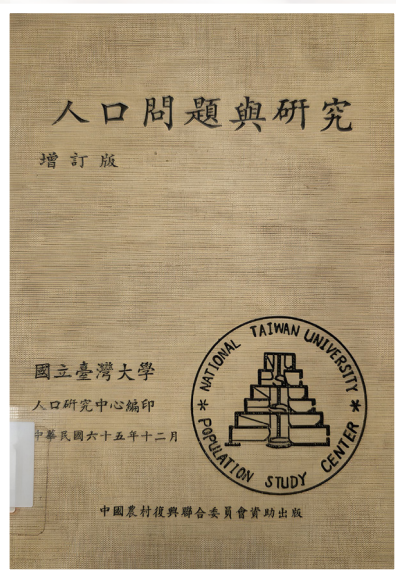 人口問題與研究
增訂版
NATIONAL TAIWAN UNIVERSITY
POPULATION STUDY CENTER
國立臺灣大學
人口研究中心編印
中華民國六十五年十二月
中國農村復興聯合委員會資助出版